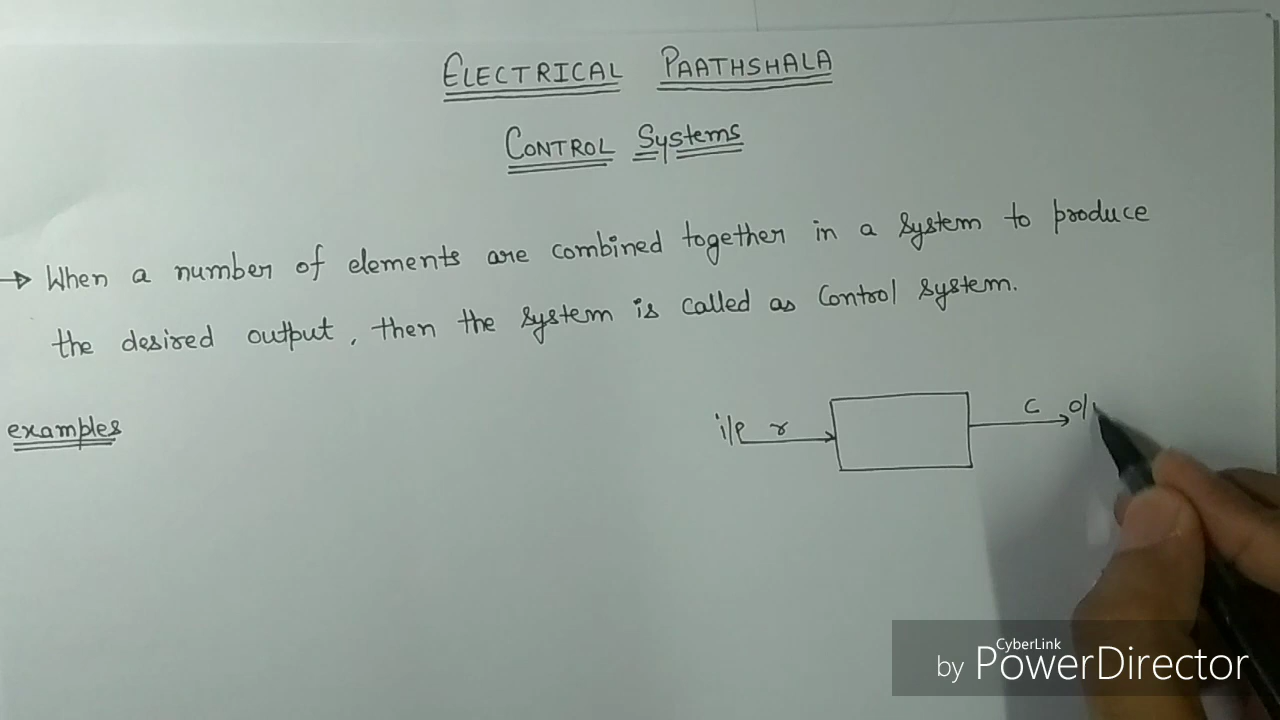 ELECTRICAL PAATHSHALA
CONTROL Systems
→ When a number of elements are combined together in a system to produce
the desired output, then the system is called as Control system.
examples
i/p r
C o/
CyberLink
by PowerDirector